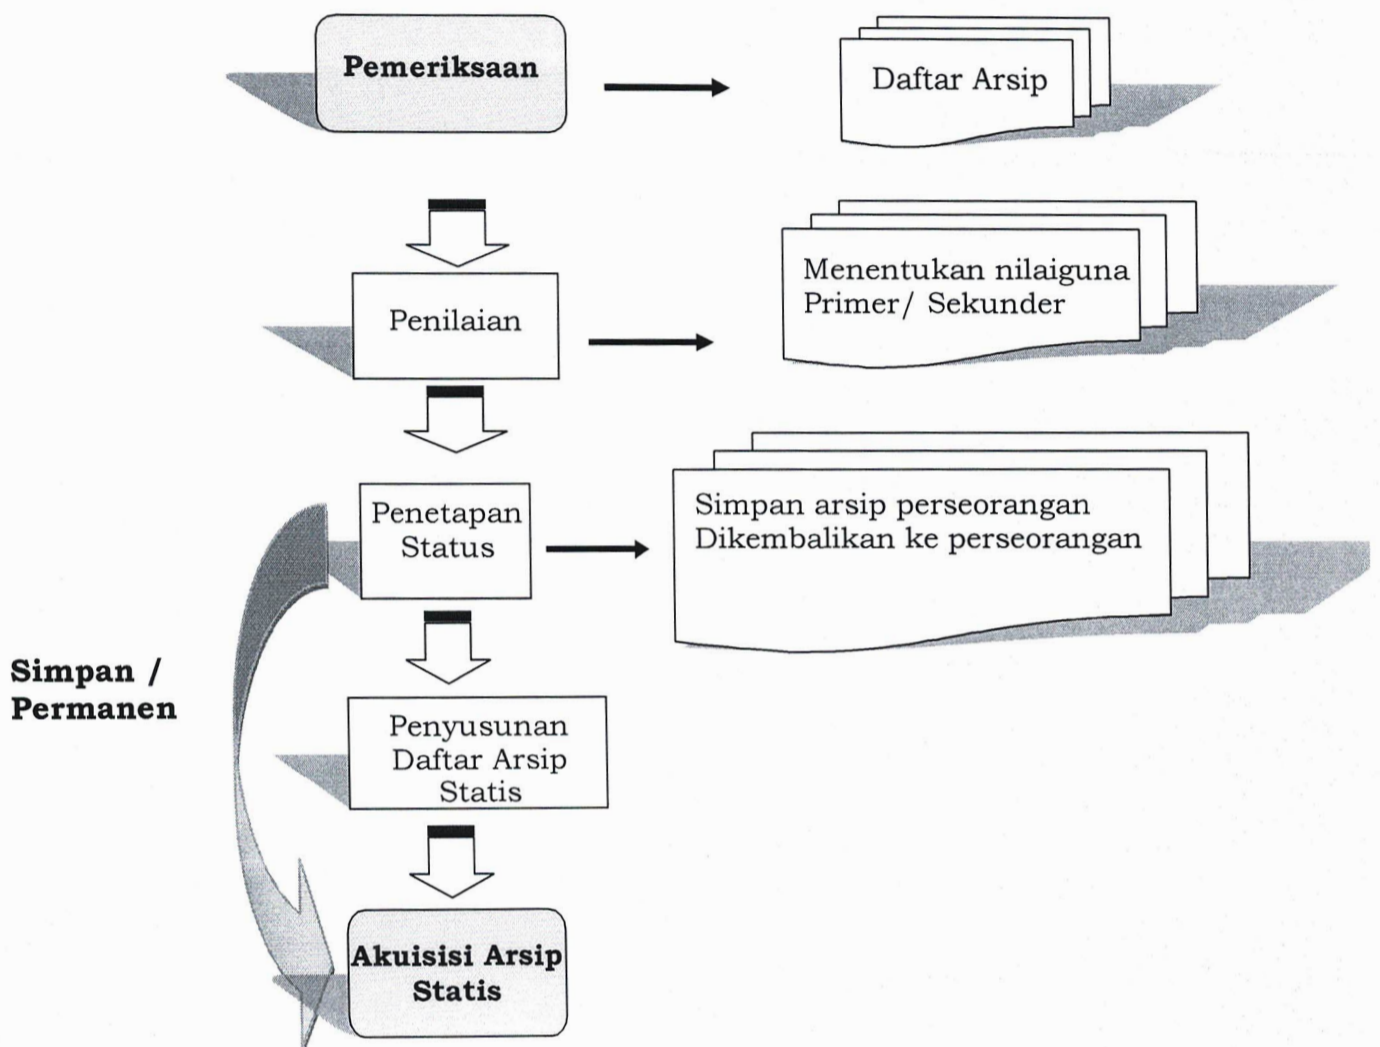 Pemeriksaan
Daftar Arsip
Menentukan nilaiguna
Primer/ Sekunder
Penilaian
Simpan arsip perseorangan
Dikembalikan ke perseorangan
Penetapan
Status
Simpan /
Permanen
Penyusunan
Daftar Arsip
Statis
Akuisisi Arsip
Statis